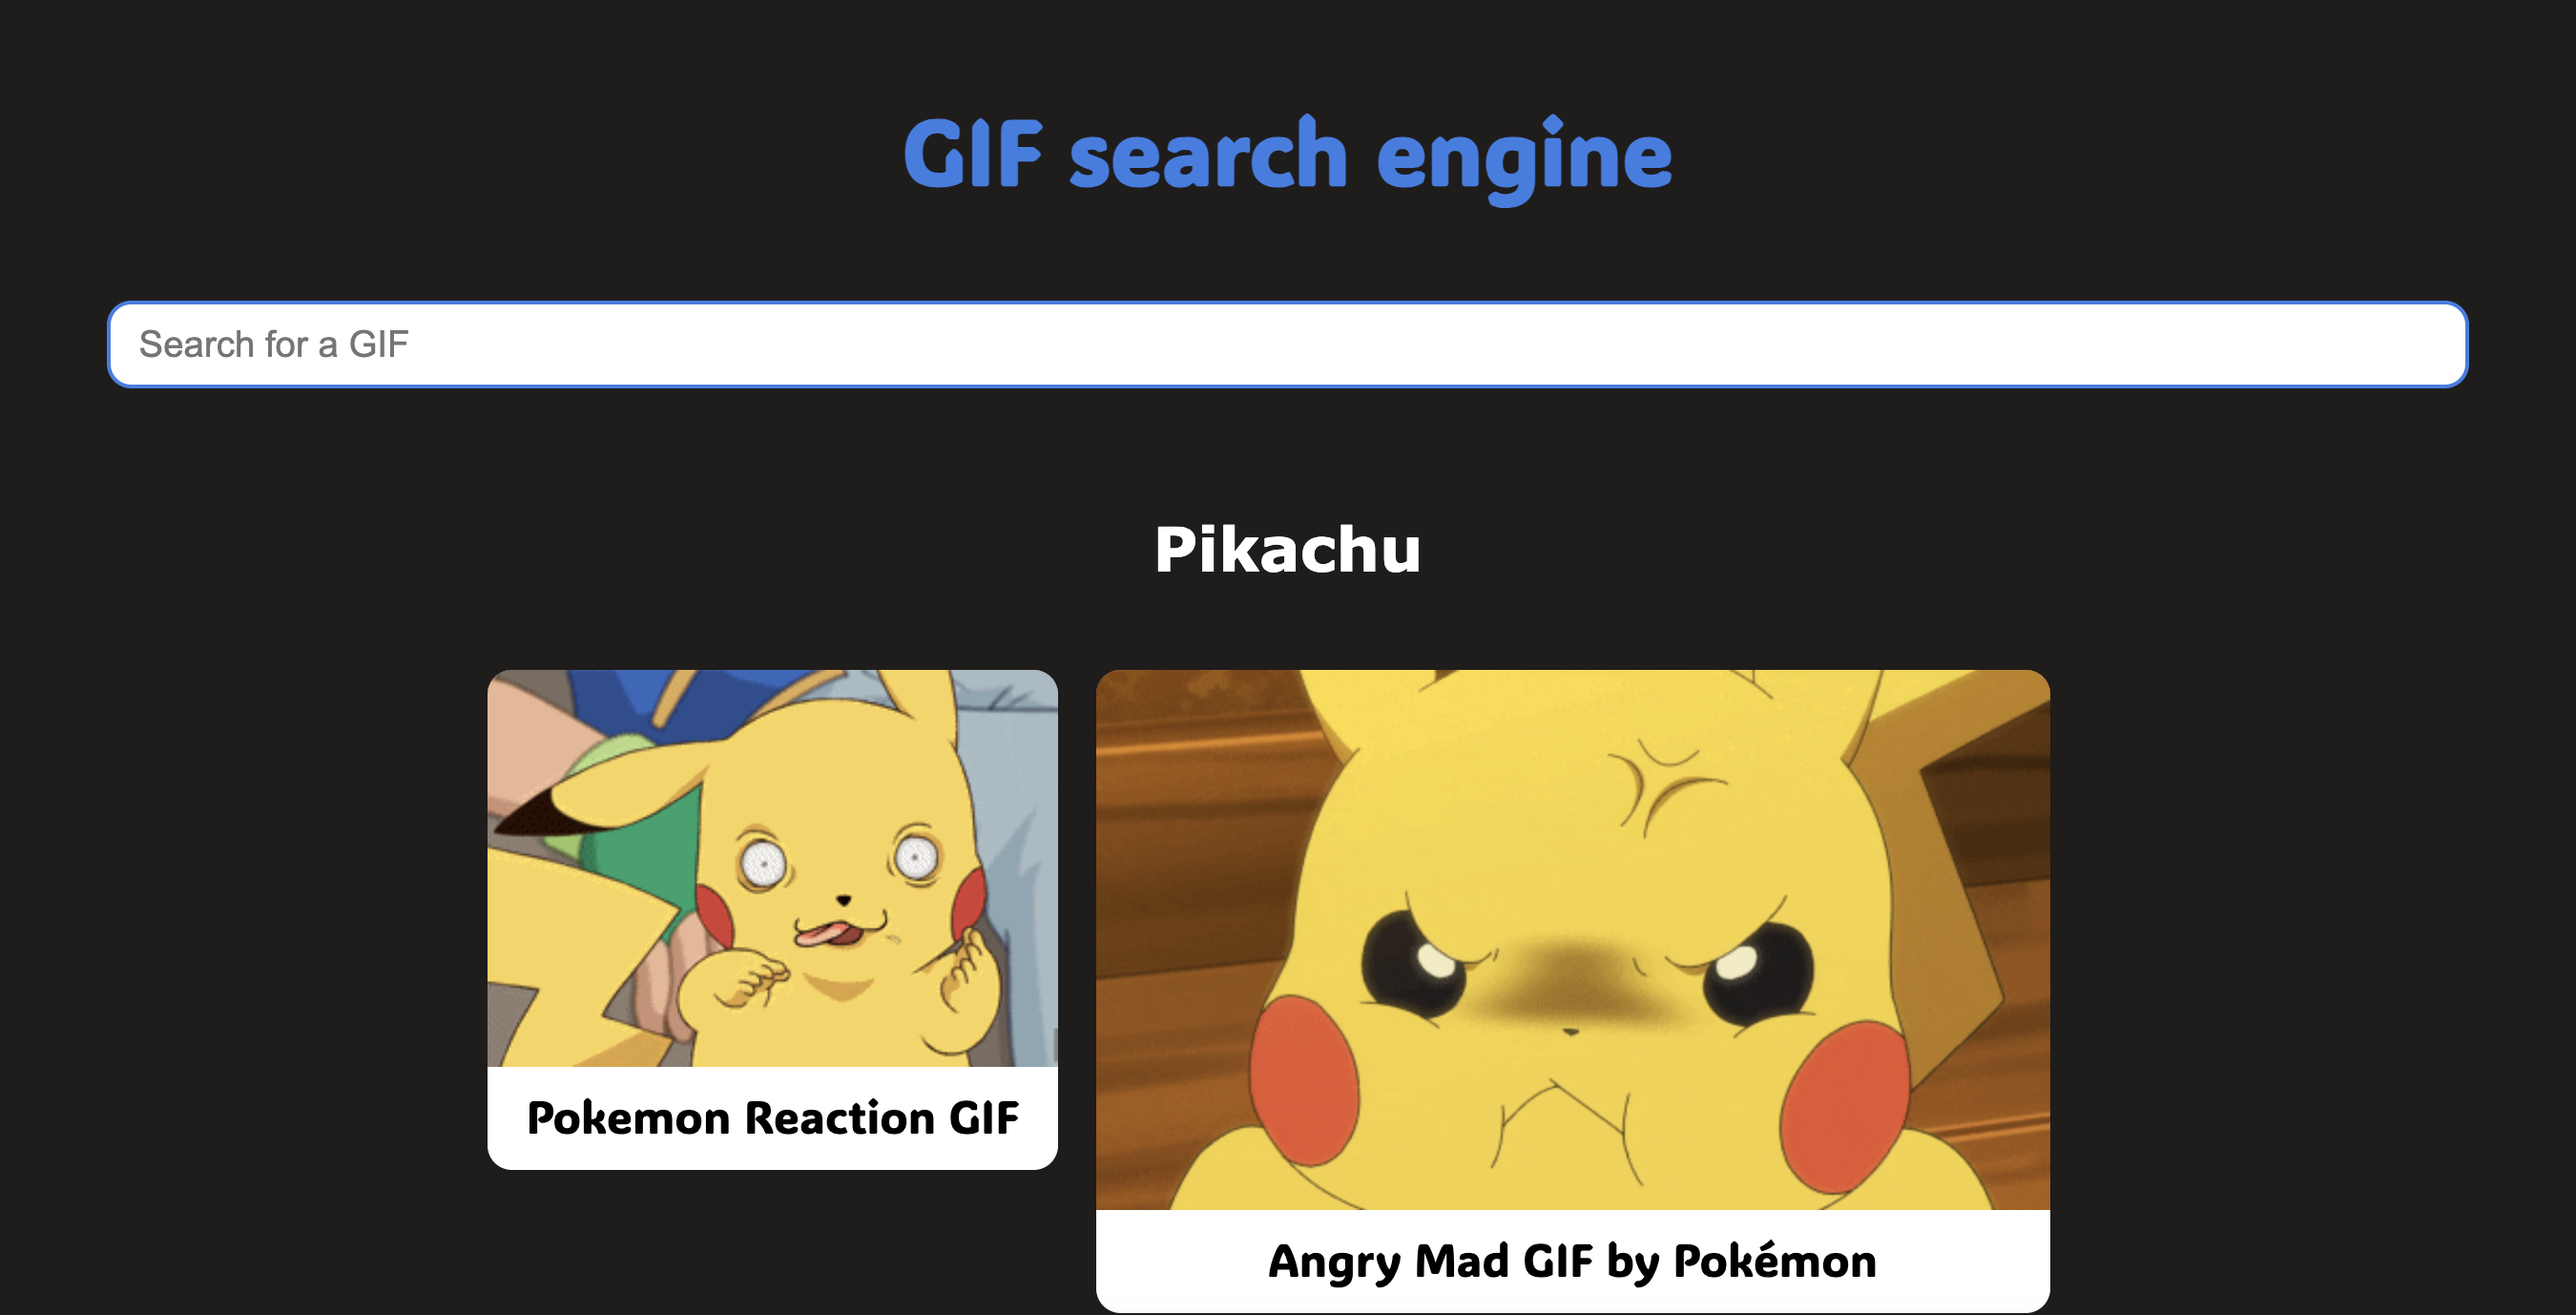 GIF search engine
Search for a GIF
Pikachu
Pokemon Reaction GIF
Angry Mad GIF by Pokémon